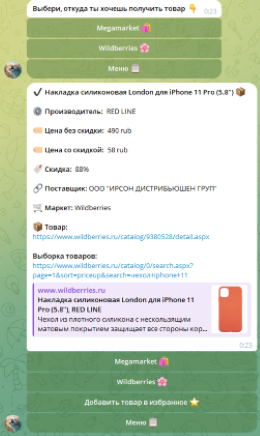 Выбери, откуда ты хочешь получить товар 👇
0:23
Megamarket 🛍
Wildberries 🌸
Меню 📋
✔ Накладка силиконовая London для iPhone 11 Pro (5.8") 📦
⚙ Производитель: RED LINE
🏷 Цена без скидки: 490 rub
🏷 Цена со скидкой: 58 rub
🚀 Скидка: 88%
🔗 Поставщик: ООО "ИРСОН ДИСТРИБЬЮШЕН ГРУП"
🛒 Маркет: Wildberries
📦 Товар:
https://www.wildberries.ru/catalog/9380528/detail.aspx
Выборка товаров:
https://www.wildberries.ru/catalog/0/search.aspx?
page=1&sort=priceup&search=чехол+iphone+11
www.wildberries.ru
Накладка силиконовая London для iPhone 11
Pro (5.8"), RED LINE
Чехол из плотного силикона с нескользящим
матовым покрытием защищает все стороны кор...
0:23
Megamarket 🛍
Wildberries 🌸
Добавить товар в избранное ⭐
Меню 📋